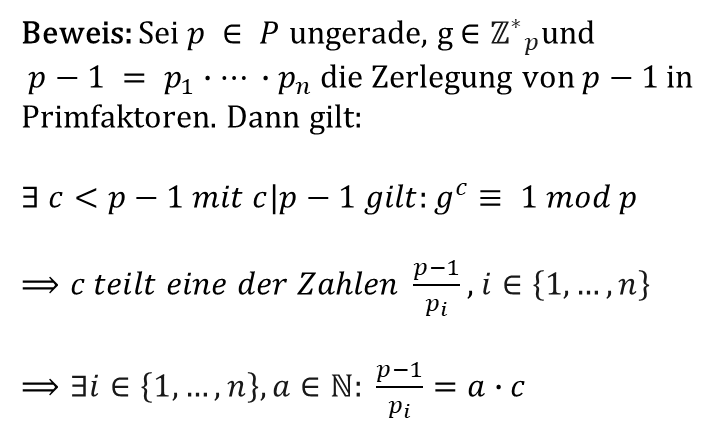 Beweis: Sei p ∈ P ungerade, g ∈ ℤ*ₚ und
p − 1 = p₁ · ⋯ · pₙ die Zerlegung von p − 1 in
Primfaktoren. Dann gilt:
∃ c < p − 1 mit c|p − 1 gilt: gᶜ ≡ 1 mod p
⟹ c teilt eine der Zahlen (p−1)/pᵢ , i ∈ {1, … , n}
⟹ ∃i ∈ {1, … , n}, a ∈ ℕ: (p−1)/pᵢ = a · c